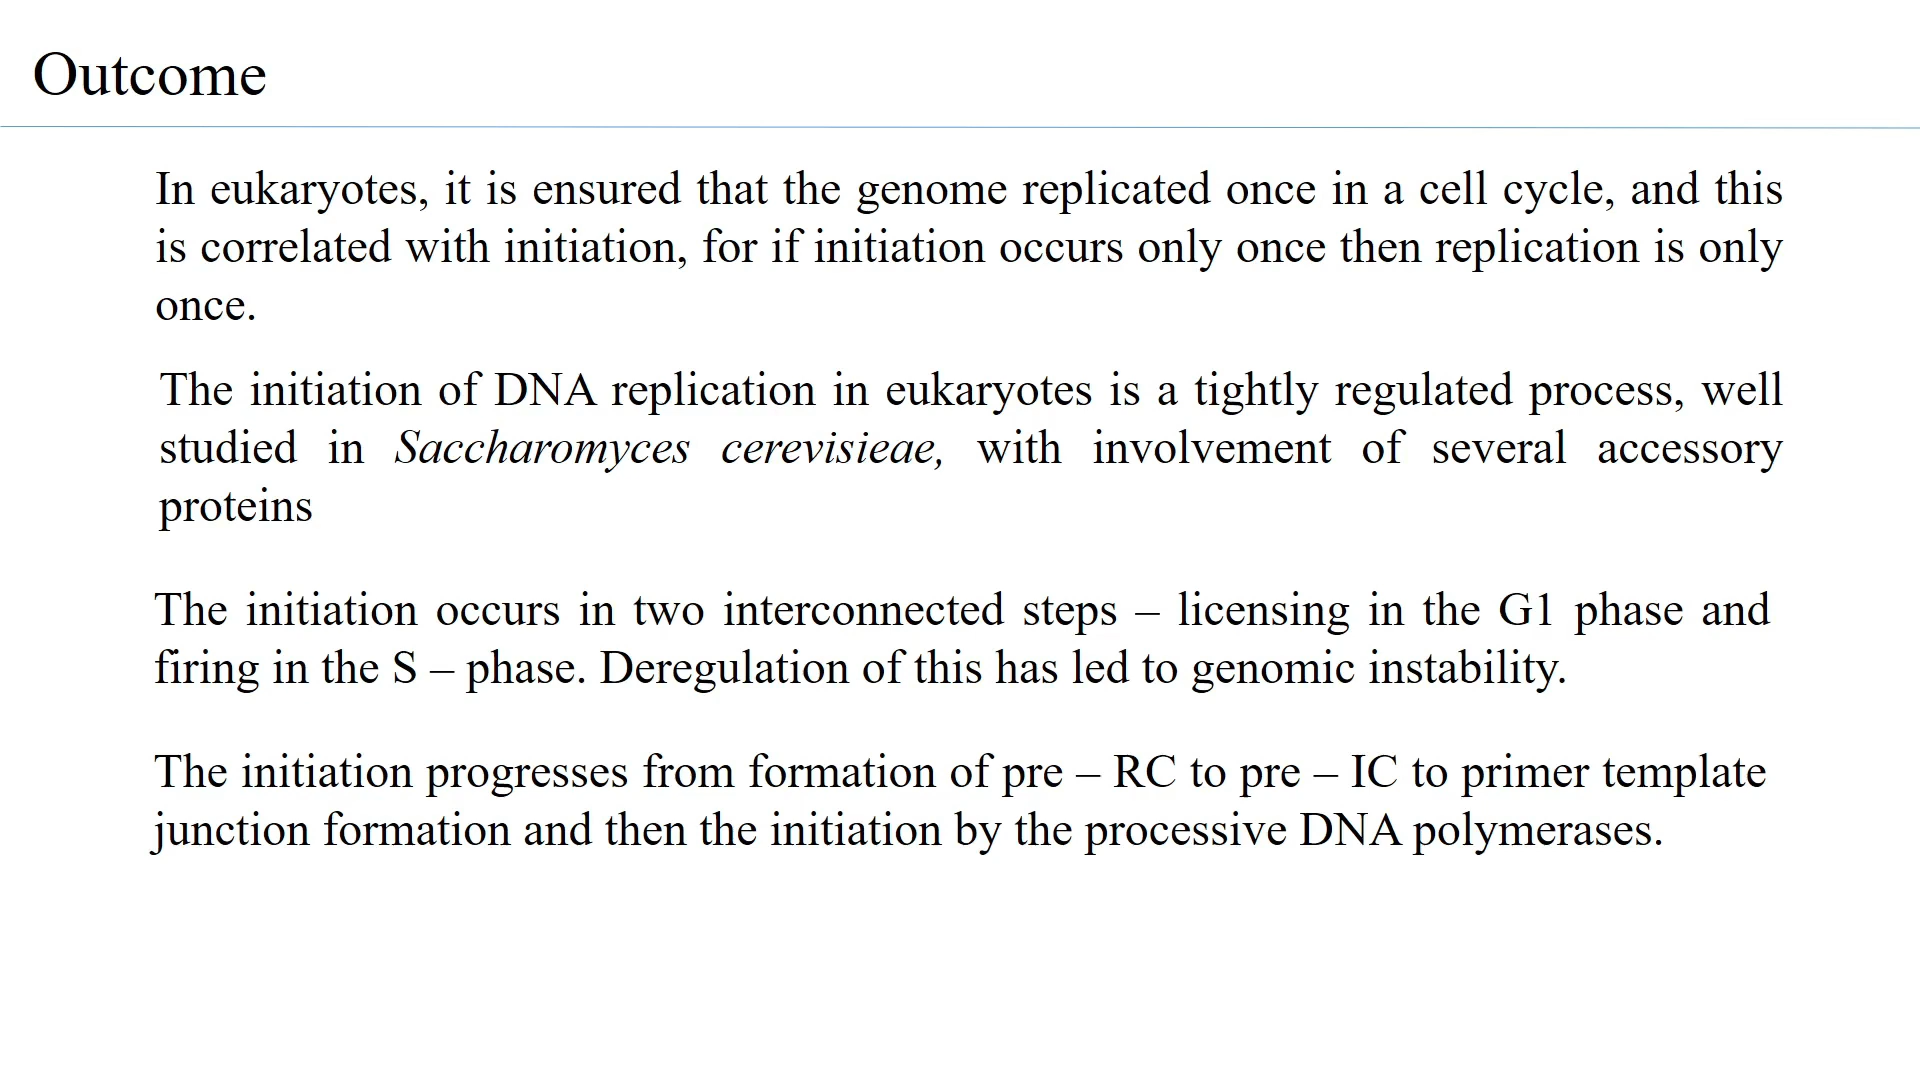 Outcome
In eukaryotes, it is ensured that the genome replicated once in a cell cycle, and this
is correlated with initiation, for if initiation occurs only once then replication is only
once.
The initiation of DNA replication in eukaryotes is a tightly regulated process, well
studied in Saccharomyces cerevisieae, with involvement of several accessory
proteins
The initiation occurs in two interconnected steps – licensing in the G1 phase and
firing in the S – phase. Deregulation of this has led to genomic instability.
The initiation progresses from formation of pre – RC to pre – IC to primer template
junction formation and then the initiation by the processive DNA polymerases.